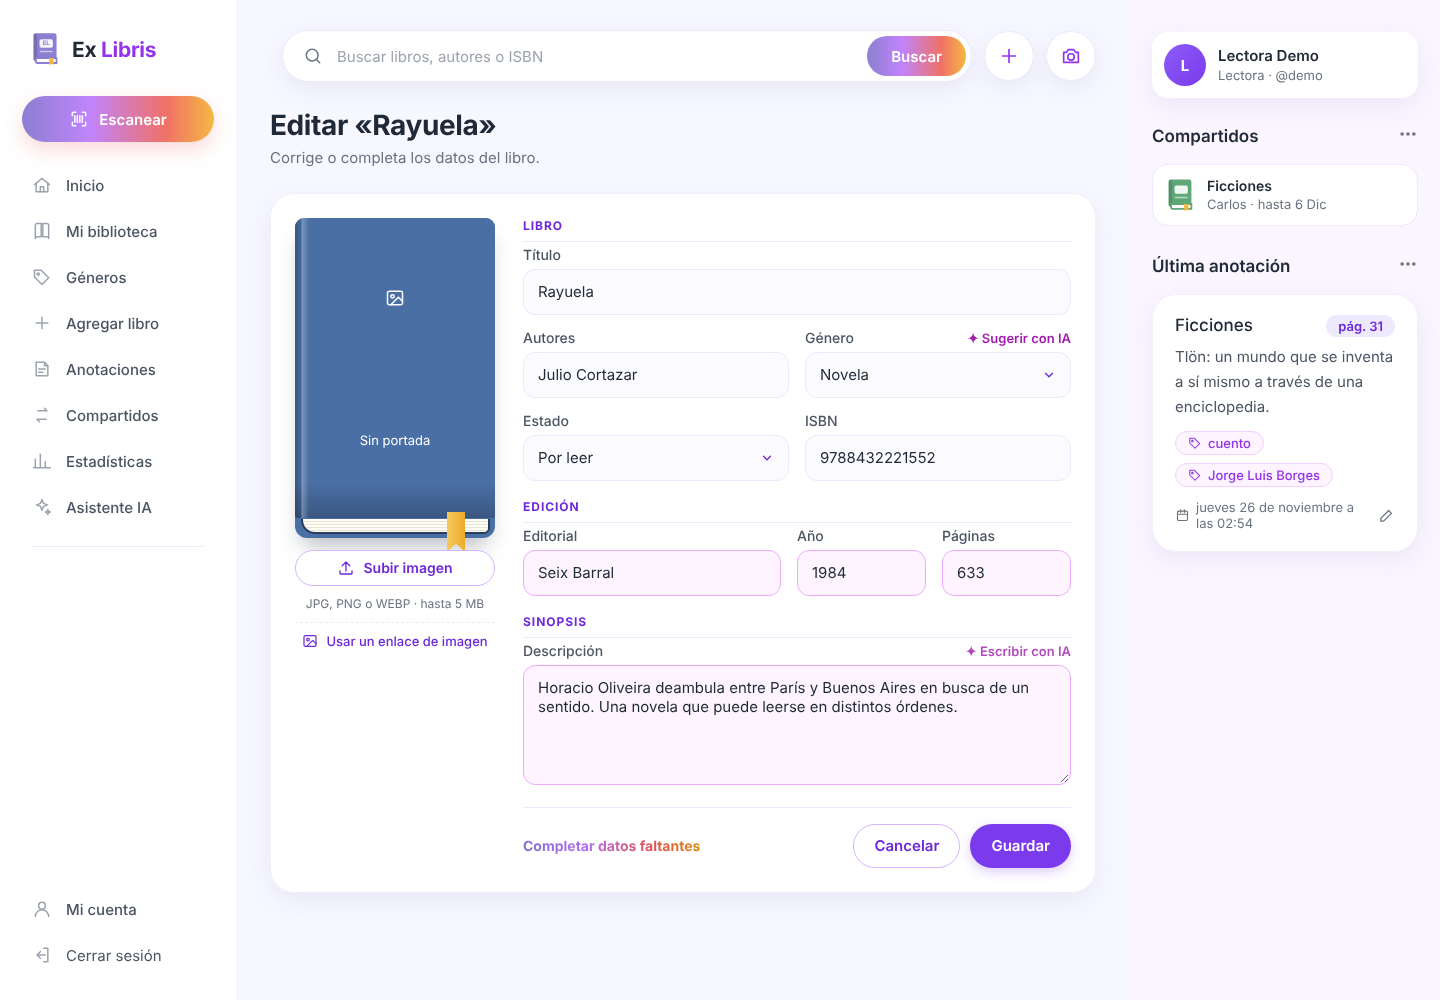 EL
Ex Libris
Escanear
Inicio
Mi biblioteca
Géneros
Agregar libro
Anotaciones
Compartidos
Estadísticas
Asistente IA
Mi cuenta
Cerrar sesión
Buscar libros, autores o ISBN
Buscar
Editar «Rayuela»
Corrige o completa los datos del libro.
Sin portada
Subir imagen
JPG, PNG o WEBP · hasta 5 MB
Usar un enlace de imagen
LIBRO
Título
Rayuela
Autores
Julio Cortazar
Género
✦ Sugerir con IA
Novela
Estado
Por leer
ISBN
9788432221552
EDICIÓN
Editorial
Seix Barral
Año
1984
Páginas
633
SINOPSIS
Descripción
✦ Escribir con IA
Horacio Oliveira deambula entre París y Buenos Aires en busca de un
sentido. Una novela que puede leerse en distintos órdenes.
Completar datos faltantes
Cancelar
Guardar
L
Lectora Demo
Lectora · @demo
Compartidos
Ficciones
Carlos · hasta 6 Dic
Última anotación
Ficciones
pág. 31
Tlön: un mundo que se inventa
a sí mismo a través de una
enciclopedia.
cuento
Jorge Luis Borges
jueves 26 de noviembre a
las 02:54